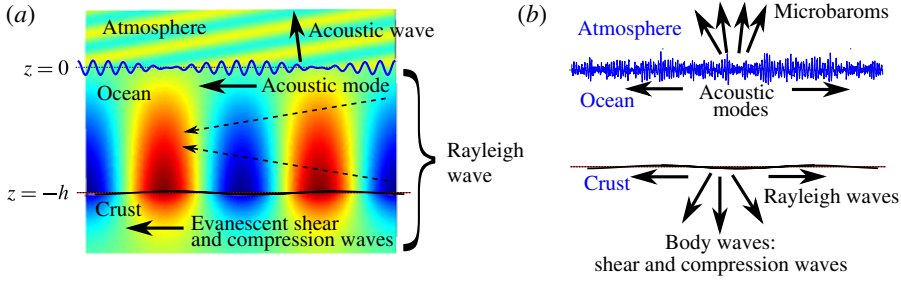 (a)
Atmosphere
Acoustic wave
z = 0
Ocean
Acoustic mode
Rayleigh
wave
z = −h
Crust
Evanescent shear
and compression waves
(b)
Microbaroms
Atmosphere
Ocean
Acoustic
modes
Crust
Rayleigh waves
Body waves:
shear and compression waves